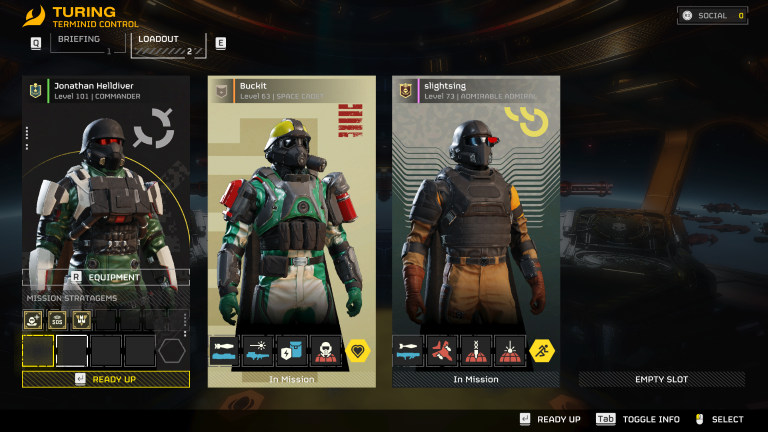 TURING
TERMINID CONTROL
SOCIAL 0
Q
BRIEFING
1
LOADOUT
2
E
Jonathan Helldiver
Level 101 | COMMANDER
Buckit
Level 63 | SPACE CADET
slightsing
Level 73 | ADMIRABLE ADMIRAL
R EQUIPMENT
MISSION STRATAGEMS
SOS
READY UP
In Mission
In Mission
EMPTY SLOT
READY UP
Tab TOGGLE INFO
SELECT